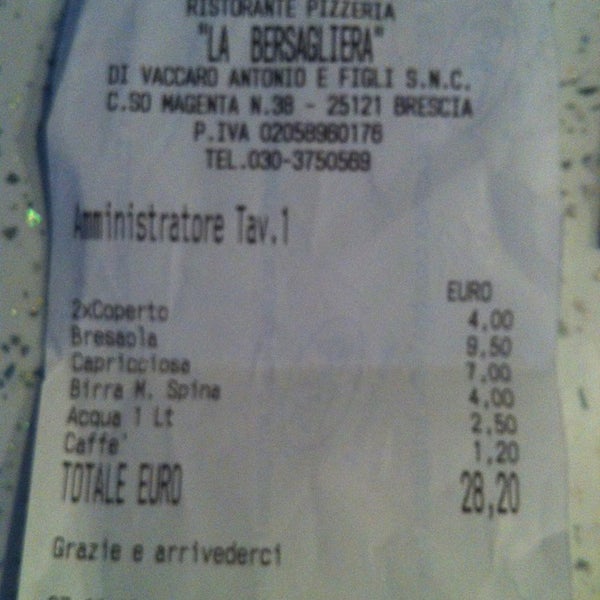 RISTORANTE PIZZERIA
"LA BERSAGLIERA"
DI VACCARO ANTONIO E FIGLI S.N.C.
C.SO MAGENTA N.38 - 25121 BRESCIA
P.IVA 02058960176
TEL.030-3750569
Amministratore Tav.1
EURO
2xCoperto 4,00
Bresaola 9,50
Capricciosa 7,00
Birra M. Spina 4,00
Acqua 1 Lt 2,50
Caffe' 1,20
TOTALE EURO 28,20
Grazie e arrivederci